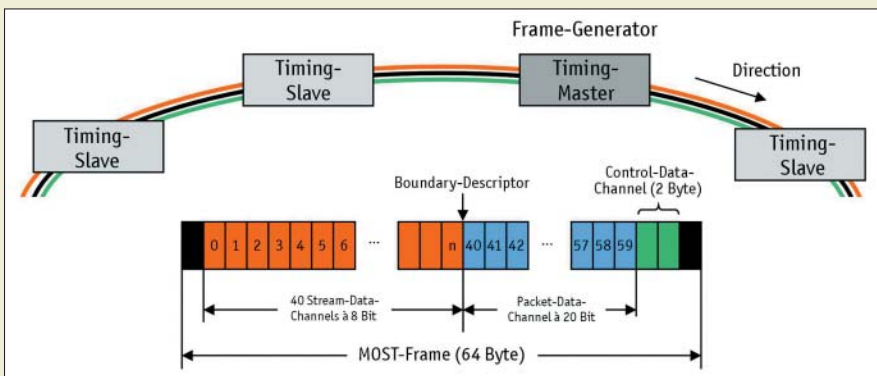 Frame-Generator
Timing-
Slave
Timing-
Master
Direction
Timing-
Slave
Timing-
Slave
Boundary-Descriptor
Control-Data-
Channel (2 Byte)
0 1 2 3 4 5 6 ... n 40 41 42 ... 57 58 59
40 Stream-Data-
Channels à 8 Bit
Packet-Data-
Channel à 20 Bit
MOST-Frame (64 Byte)